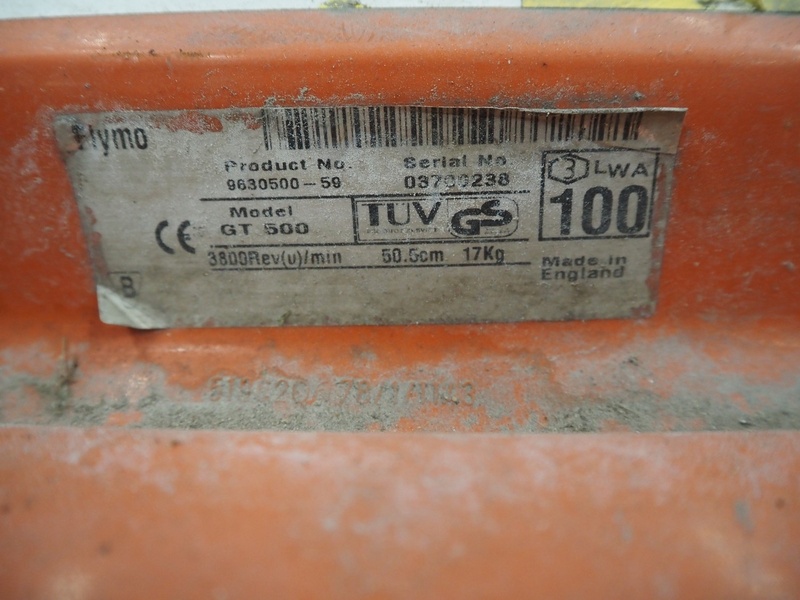 Flymo
Product No. Serial No
9630500-59 03700238
Model TÜV GS
GT 500
CE
3800Rev(u)/min 50.5cm 17Kg
LWA
100
Made in
England
B